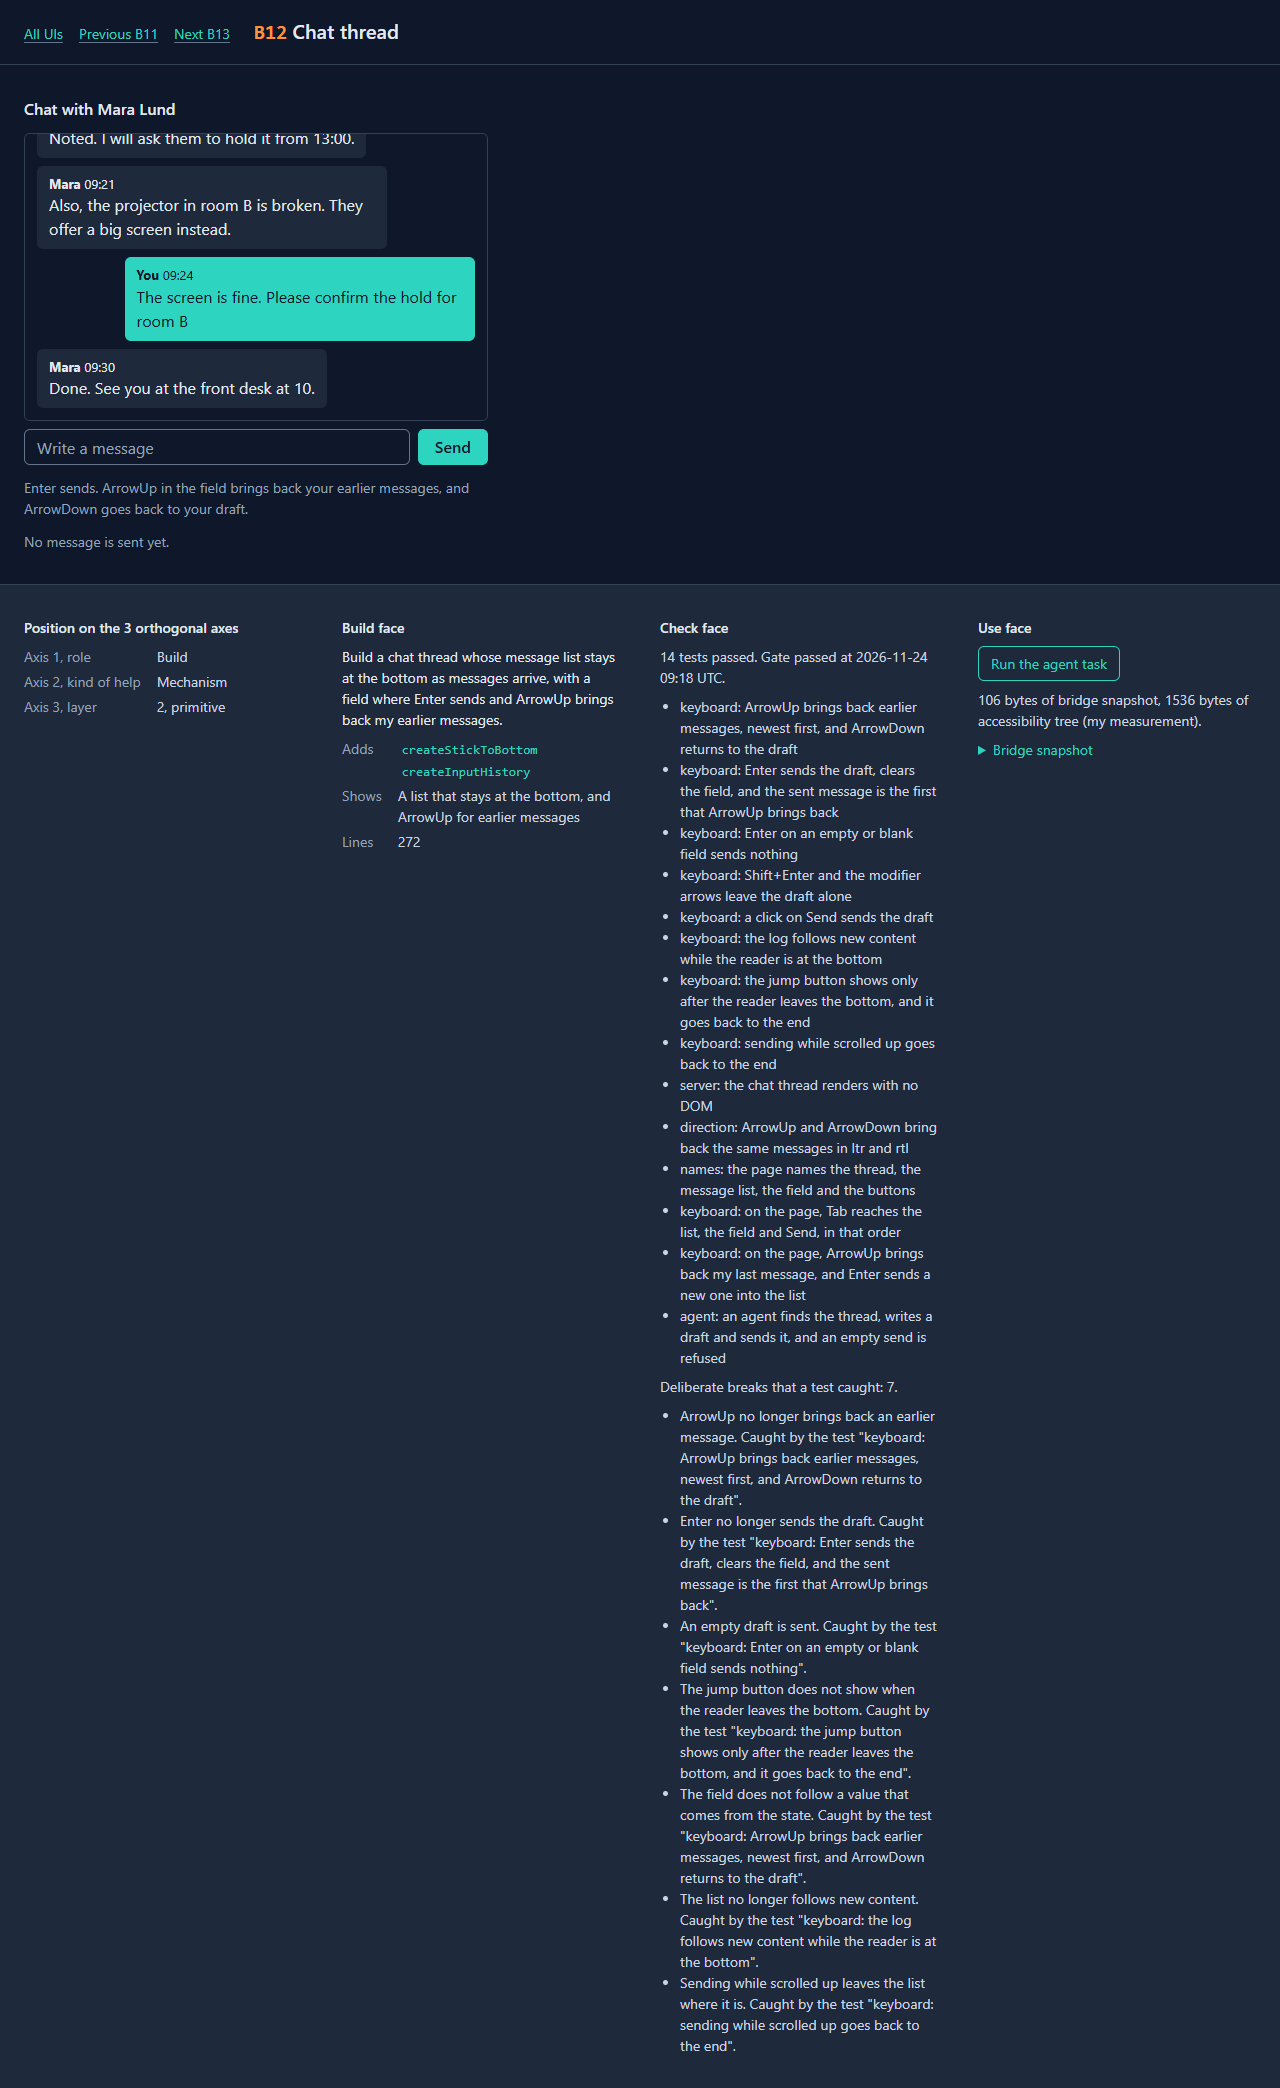 All UIs Previous B11 Next B13 B12 Chat thread
Chat with Mara Lund
Noted. I will ask them to hold it from 13:00.
Mara 09:21
Also, the projector in room B is broken. They
offer a big screen instead.
You 09:24
The screen is fine. Please confirm the hold for
room B
Mara 09:30
Done. See you at the front desk at 10.
Write a message
Send
Enter sends. ArrowUp in the field brings back your earlier messages, and
ArrowDown goes back to your draft.
No message is sent yet.
Position on the 3 orthogonal axes
Axis 1, role Build
Axis 2, kind of help Mechanism
Axis 3, layer 2, primitive
Build face
Build a chat thread whose message list stays
at the bottom as messages arrive, with a
field where Enter sends and ArrowUp brings
back my earlier messages.
Adds createStickToBottom
createInputHistory
Shows A list that stays at the bottom, and
ArrowUp for earlier messages
Lines 272
Check face
14 tests passed. Gate passed at 2026-11-24
09:18 UTC.
• keyboard: ArrowUp brings back earlier
messages, newest first, and ArrowDown
returns to the draft
• keyboard: Enter sends the draft, clears
the field, and the sent message is the first
that ArrowUp brings back
• keyboard: Enter on an empty or blank
field sends nothing
• keyboard: Shift+Enter and the modifier
arrows leave the draft alone
• keyboard: a click on Send sends the draft
• keyboard: the log follows new content
while the reader is at the bottom
• keyboard: the jump button shows only
after the reader leaves the bottom, and it
goes back to the end
• keyboard: sending while scrolled up goes
back to the end
• server: the chat thread renders with no
DOM
• direction: ArrowUp and ArrowDown bring
back the same messages in ltr and rtl
• names: the page names the thread, the
message list, the field and the buttons
• keyboard: on the page, Tab reaches the
list, the field and Send, in that order
• keyboard: on the page, ArrowUp brings
back my last message, and Enter sends a
new one into the list
• agent: an agent finds the thread, writes a
draft and sends it, and an empty send is
refused
Deliberate breaks that a test caught: 7.
• ArrowUp no longer brings back an earlier
message. Caught by the test "keyboard:
ArrowUp brings back earlier messages,
newest first, and ArrowDown returns to
the draft".
• Enter no longer sends the draft. Caught
by the test "keyboard: Enter sends the
draft, clears the field, and the sent
message is the first that ArrowUp brings
back".
• An empty draft is sent. Caught by the test
"keyboard: Enter on an empty or blank
field sends nothing".
• The jump button does not show when
the reader leaves the bottom. Caught by
the test "keyboard: the jump button
shows only after the reader leaves the
bottom, and it goes back to the end".
• The field does not follow a value that
comes from the state. Caught by the test
"keyboard: ArrowUp brings back earlier
messages, newest first, and ArrowDown
returns to the draft".
• The list no longer follows new content.
Caught by the test "keyboard: the log
follows new content while the reader is at
the bottom".
• Sending while scrolled up leaves the list
where it is. Caught by the test "keyboard:
sending while scrolled up goes back to
the end".
Use face
Run the agent task
106 bytes of bridge snapshot, 1536 bytes of
accessibility tree (my measurement).
▶ Bridge snapshot